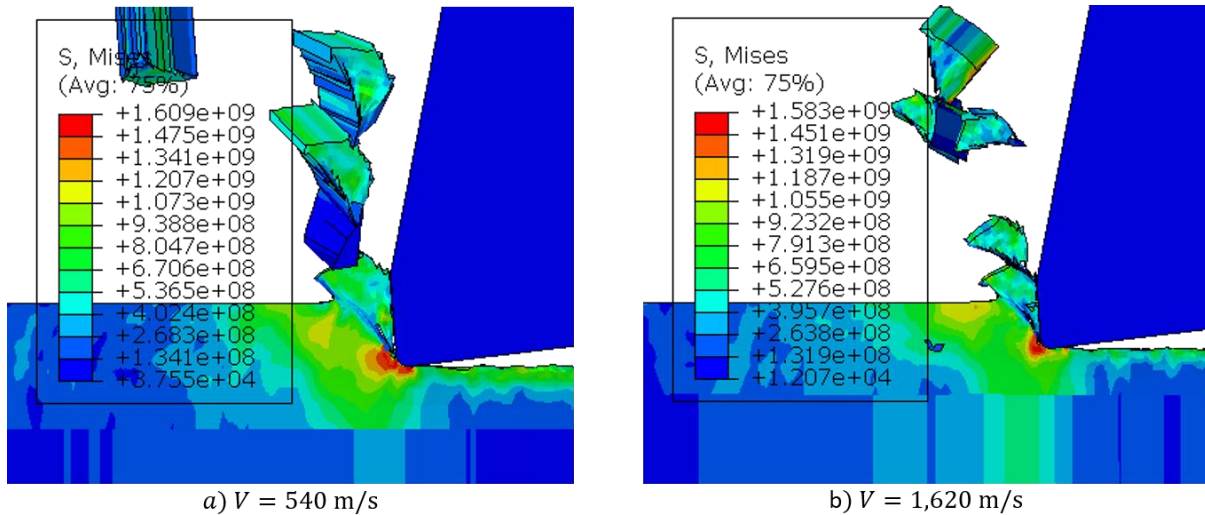 S, Mises
(Avg: 75%)
+1.609e+09
+1.475e+09
+1.341e+09
+1.207e+09
+1.073e+09
+9.388e+08
+8.047e+08
+6.706e+08
+5.365e+08
+4.024e+08
+2.683e+08
+1.341e+08
+3.755e+04
a) V = 540 m/s
S, Mises
(Avg: 75%)
+1.583e+09
+1.451e+09
+1.319e+09
+1.187e+09
+1.055e+09
+9.232e+08
+7.913e+08
+6.595e+08
+5.276e+08
+3.957e+08
+2.638e+08
+1.319e+08
+1.207e+04
b) V = 1,620 m/s